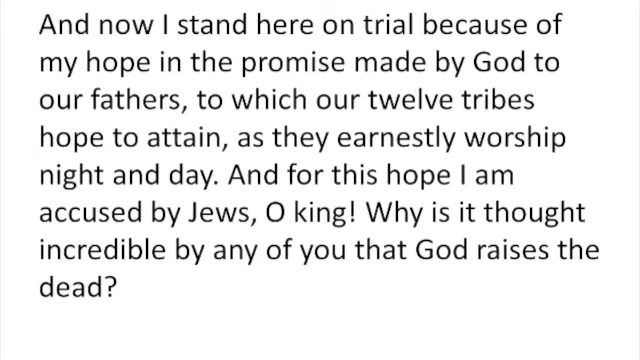 And now I stand here on trial because of
my hope in the promise made by God to
our fathers, to which our twelve tribes
hope to attain, as they earnestly worship
night and day. And for this hope I am
accused by Jews, O king! Why is it thought
incredible by any of you that God raises the
dead?